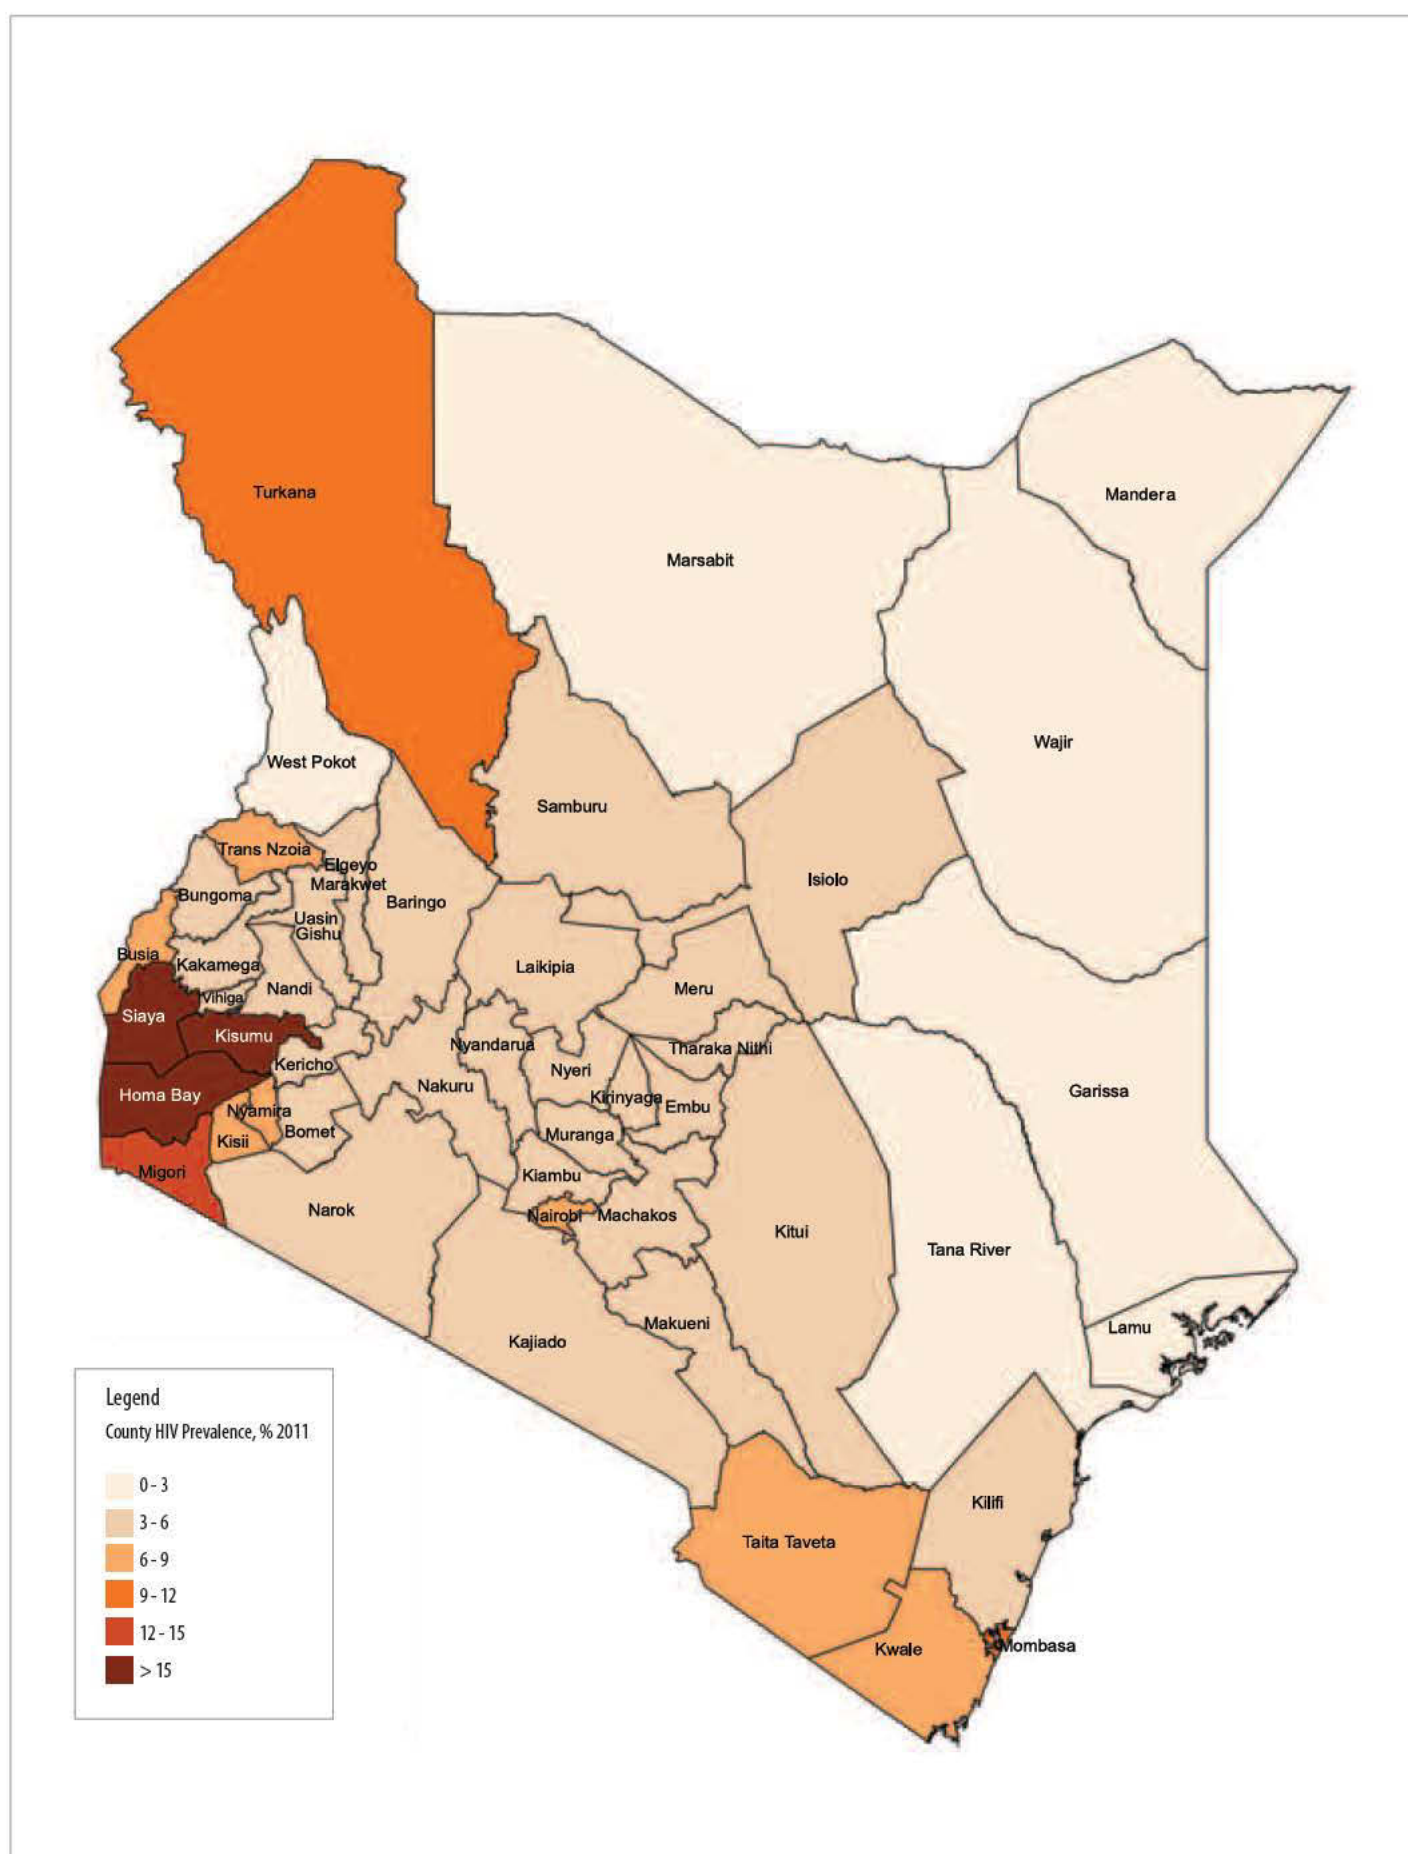 Turkana
Mandera
Marsabit
Wajir
West Pokot
Samburu
Trans Nzoia
Elgeyo
Marakwet
Isiolo
Bungoma
Baringo
Uasin
Gishu
Busia
Kakamega
Laikipia
Vihiga
Nandi
Meru
Siaya
Kisumu
Nyandarua
Tharaka Nithi
Kericho
Nyeri
Nakuru
Homa Bay
Kirinyaga
Embu
Garissa
Nyamira
Kisii
Bomet
Muranga
Migori
Kiambu
Narok
Nairobi
Machakos
Kitui
Tana River
Makueni
Lamu
Kajiado
Legend
County HIV Prevalence, % 2011
0 - 3
3 - 6
6 - 9
9 - 12
12 - 15
> 15
Kilifi
Taita Taveta
Kwale
Mombasa